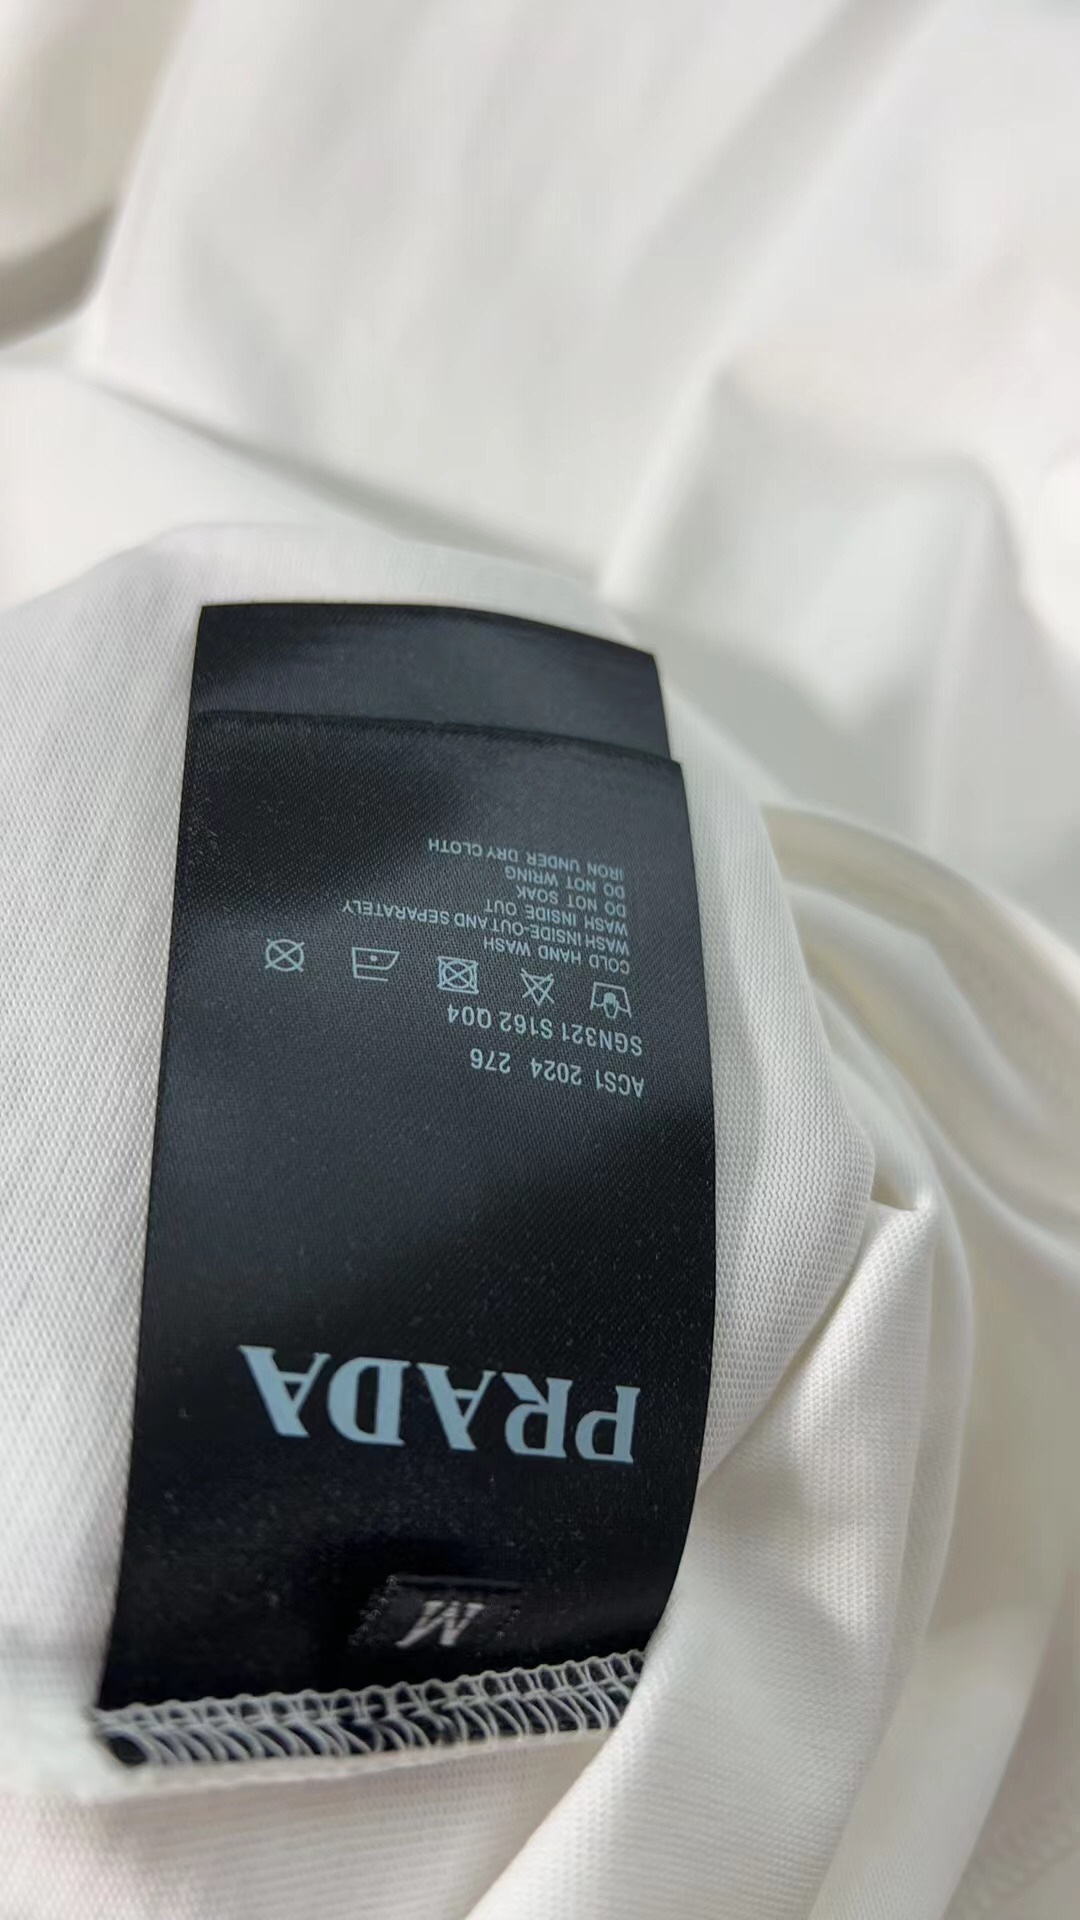 M
PRADA
ACS1 2024 276
SGN321 S162 Q04
COLD HAND WASH
WASH INSIDE-OUT AND SEPARATELY
WASH INSIDE OUT
DO NOT SOAK
DO NOT WRING
IRON UNDER DRY CLOTH